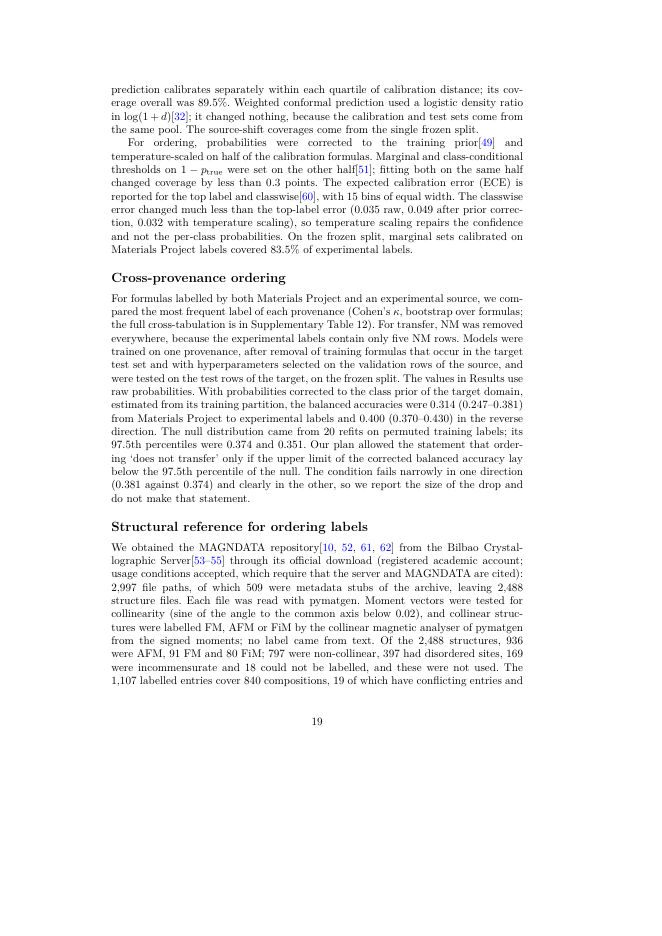 prediction calibrates separately within each quartile of calibration distance; its cov-
erage overall was 89.5%. Weighted conformal prediction used a logistic density ratio
in log(1 + d)[32]; it changed nothing, because the calibration and test sets come from
the same pool. The source-shift coverages come from the single frozen split.
For ordering, probabilities were corrected to the training prior[49] and
temperature-scaled on half of the calibration formulas. Marginal and class-conditional
thresholds on 1 − p_true were set on the other half[51]; fitting both on the same half
changed coverage by less than 0.3 points. The expected calibration error (ECE) is
reported for the top label and classwise[60], with 15 bins of equal width. The classwise
error changed much less than the top-label error (0.035 raw, 0.049 after prior correc-
tion, 0.032 with temperature scaling), so temperature scaling repairs the confidence
and not the per-class probabilities. On the frozen split, marginal sets calibrated on
Materials Project labels covered 83.5% of experimental labels.
Cross-provenance ordering
For formulas labelled by both Materials Project and an experimental source, we com-
pared the most frequent label of each provenance (Cohen's κ, bootstrap over formulas;
the full cross-tabulation is in Supplementary Table 12). For transfer, NM was removed
everywhere, because the experimental labels contain only five NM rows. Models were
trained on one provenance, after removal of training formulas that occur in the target
test set and with hyperparameters selected on the validation rows of the source, and
were tested on the test rows of the target, on the frozen split. The values in Results use
raw probabilities. With probabilities corrected to the class prior of the target domain,
estimated from its training partition, the balanced accuracies were 0.314 (0.247–0.381)
from Materials Project to experimental labels and 0.400 (0.370–0.430) in the reverse
direction. The null distribution came from 20 refits on permuted training labels; its
97.5th percentiles were 0.374 and 0.351. Our plan allowed the statement that order-
ing 'does not transfer' only if the upper limit of the corrected balanced accuracy lay
below the 97.5th percentile of the null. The condition fails narrowly in one direction
(0.381 against 0.374) and clearly in the other, so we report the size of the drop and
do not make that statement.
Structural reference for ordering labels
We obtained the MAGNDATA repository[10, 52, 61, 62] from the Bilbao Crystal-
lographic Server[53–55] through its official download (registered academic account;
usage conditions accepted, which require that the server and MAGNDATA are cited):
2,997 file paths, of which 509 were metadata stubs of the archive, leaving 2,488
structure files. Each file was read with pymatgen. Moment vectors were tested for
collinearity (sine of the angle to the common axis below 0.02), and collinear struc-
tures were labelled FM, AFM or FiM by the collinear magnetic analyser of pymatgen
from the signed moments; no label came from text. Of the 2,488 structures, 936
were AFM, 91 FM and 80 FiM; 797 were non-collinear, 397 had disordered sites, 169
were incommensurate and 18 could not be labelled, and these were not used. The
1,107 labelled entries cover 840 compositions, 19 of which have conflicting entries and
19